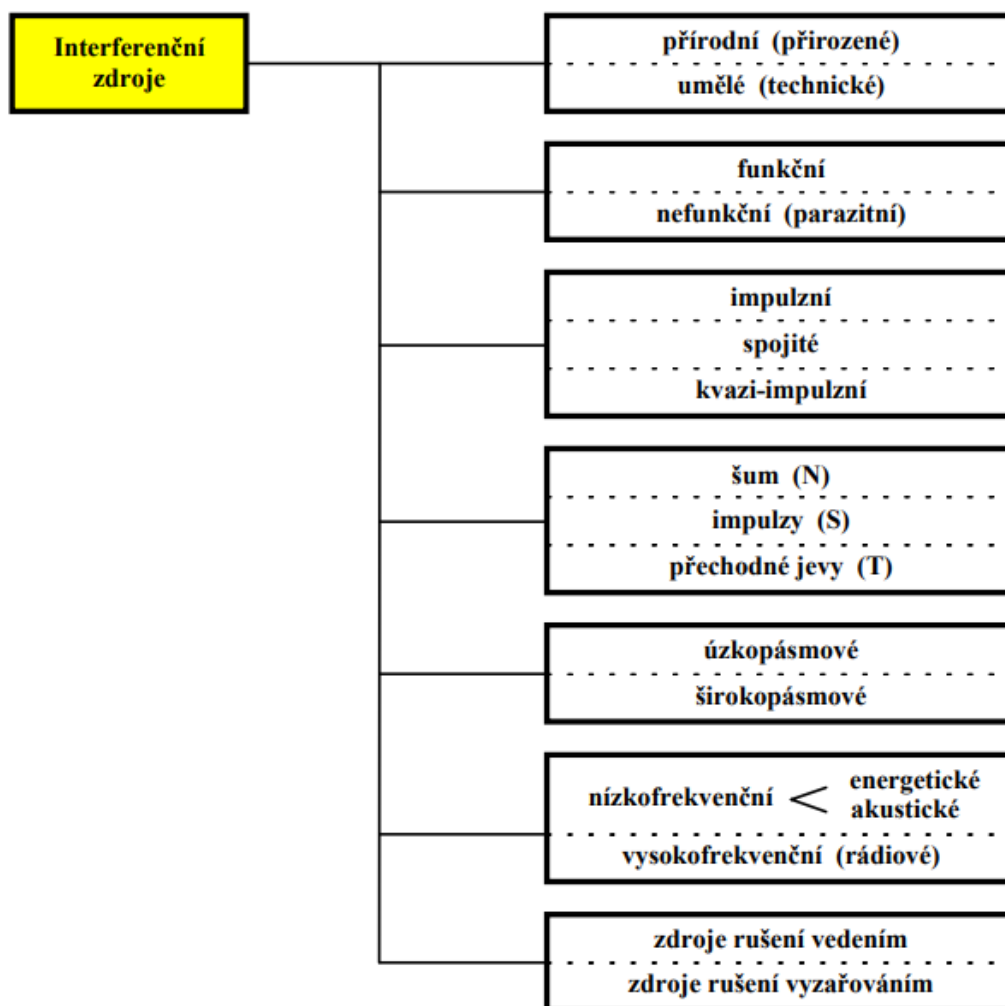 Interferenční
zdroje
přírodní (přirozené)
umělé (technické)
funkční
nefunkční (parazitní)
impulzní
spojité
kvazi-impulzní
šum (N)
impulzy (S)
přechodné jevy (T)
úzkopásmové
širokopásmové
nízkofrekvenční < energetické
akustické
vysokofrekvenční (rádiové)
zdroje rušení vedením
zdroje rušení vyzařováním